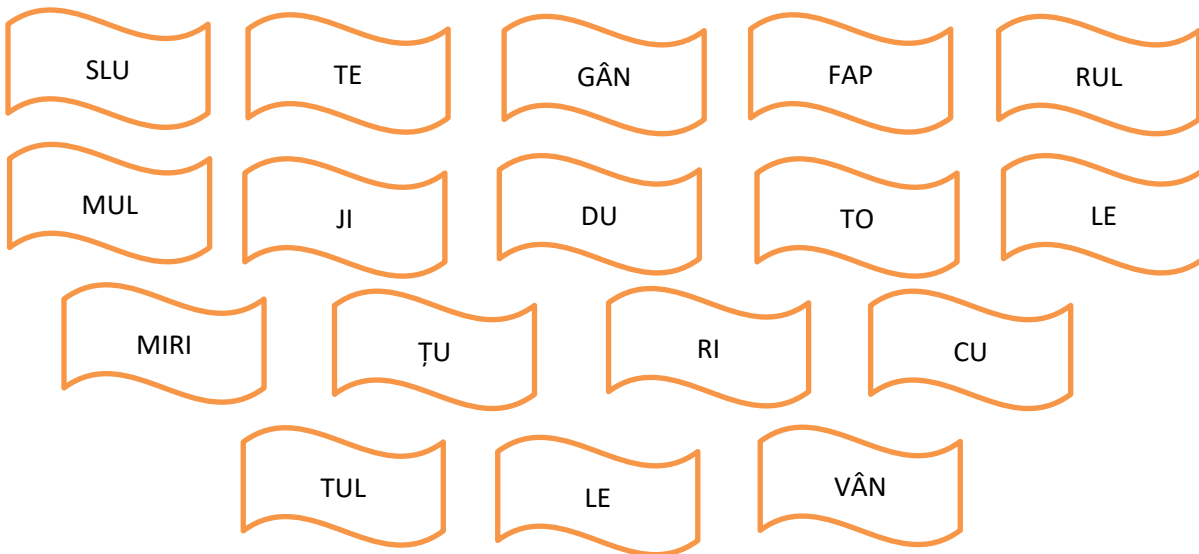 SLU TE GÂN FAP RUL
MUL JI DU TO LE
MIRI ȚU RI CU
TUL LE VÂN